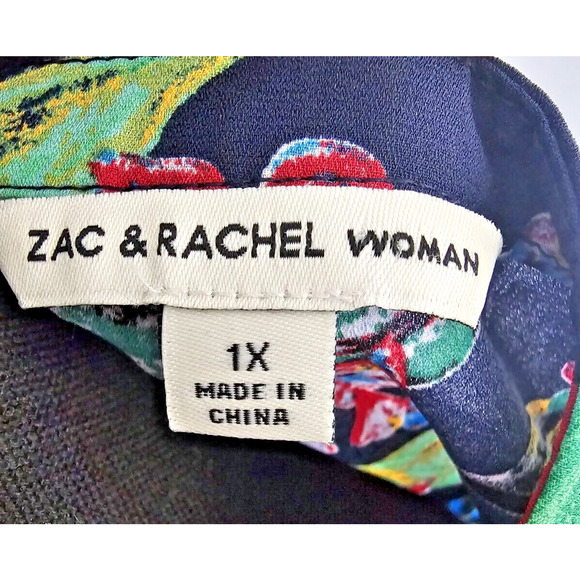 ZAC & RACHEL WOMAN
1X
MADE IN
CHINA